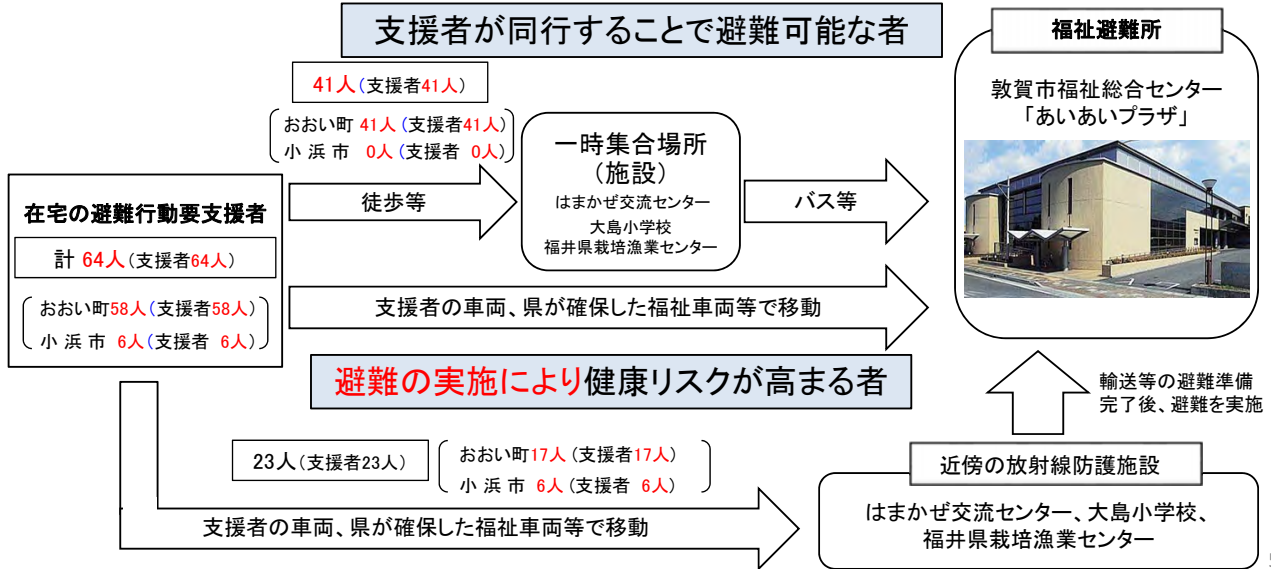 支援者が同行することで避難可能な者
41人(支援者41人)
おおい町 41人 (支援者41人)
小 浜 市 0人 (支援者 0人)
在宅の避難行動要支援者
計 64人(支援者64人)
おおい町58人(支援者58人)
小 浜 市 6人(支援者 6人)
徒歩等
一時集合場所
(施設)
はまかぜ交流センター
大島小学校
福井県栽培漁業センター
バス等
支援者の車両、県が確保した福祉車両等で移動
福祉避難所
敦賀市福祉総合センター
「あいあいプラザ」
避難の実施により健康リスクが高まる者
23人(支援者23人)
おおい町17人 (支援者17人)
小 浜 市 6人 (支援者 6人)
支援者の車両、県が確保した福祉車両等で移動
輸送等の避難準備
完了後、避難を実施
近傍の放射線防護施設
はまかぜ交流センター、大島小学校、
福井県栽培漁業センター